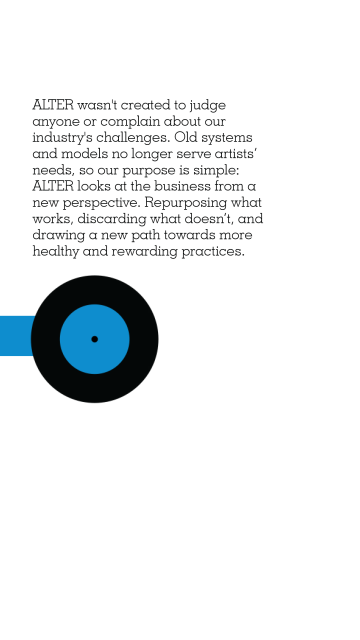 ALTER wasn't created to judge
anyone or complain about our
industry's challenges. Old systems
and models no longer serve artists’
needs, so our purpose is simple:
ALTER looks at the business from a
new perspective. Repurposing what
works, discarding what doesn’t, and
drawing a new path towards more
healthy and rewarding practices.